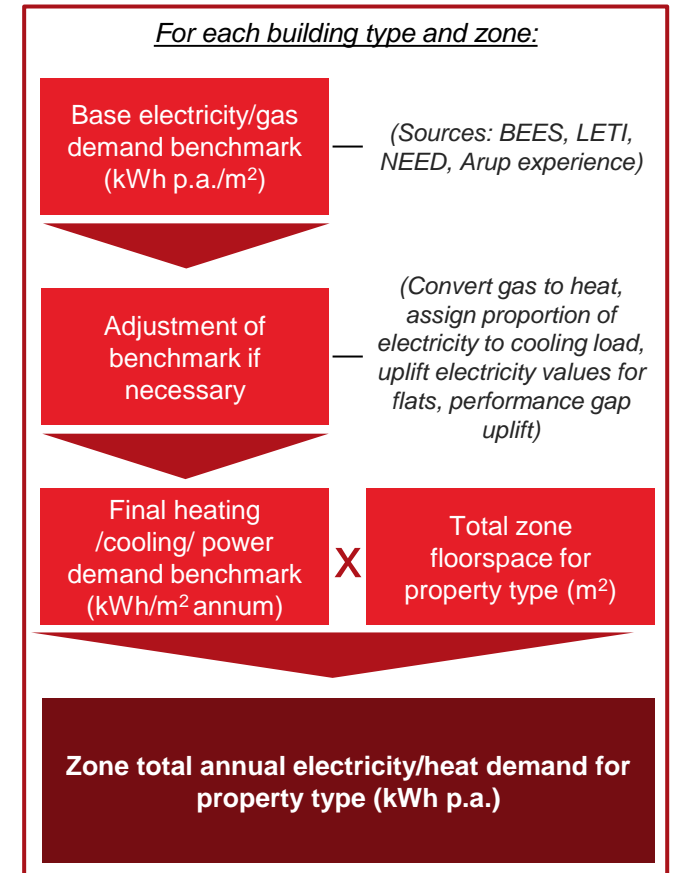 For each building type and zone:
Base electricity/gas
demand benchmark
(kWh p.a./m²)
(Sources: BEES, LETI,
NEED, Arup experience)
Adjustment of
benchmark if
necessary
(Convert gas to heat,
assign proportion of
electricity to cooling load,
uplift electricity values for
flats, performance gap
uplift)
Final heating
/cooling/ power
demand benchmark
(kWh/m² annum)
X
Total zone
floorspace for
property type (m²)
Zone total annual electricity/heat demand for
property type (kWh p.a.)